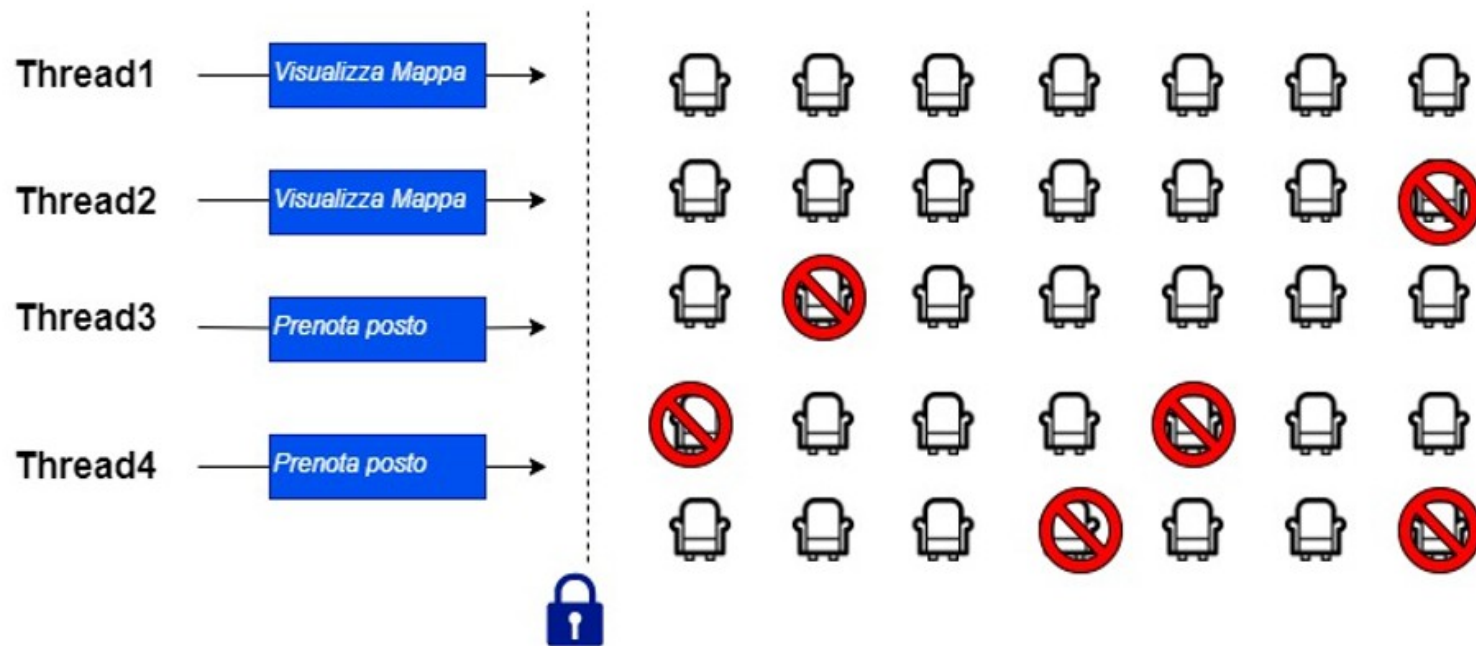 Thread1
Visualizza Mappa
Thread2
Visualizza Mappa
Thread3
Prenota posto
Thread4
Prenota posto